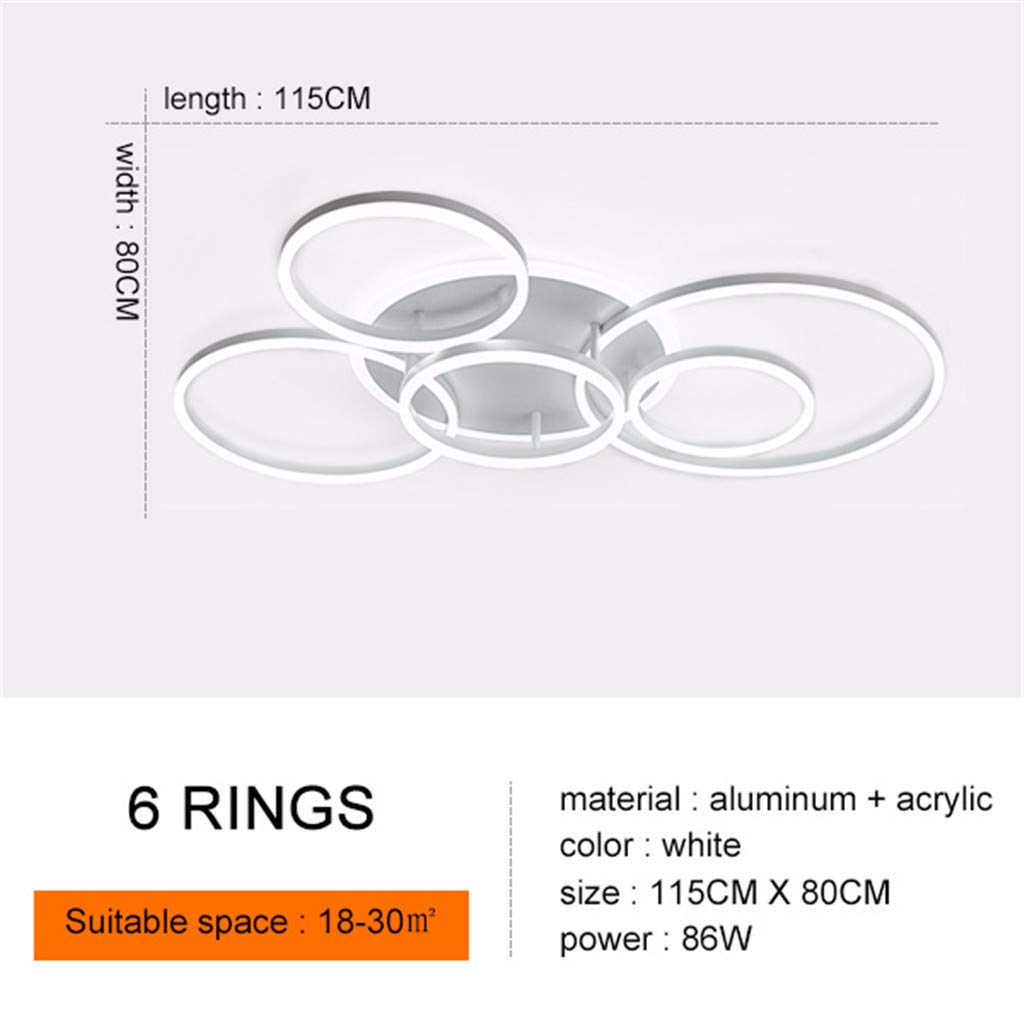 length : 115CM
width : 80CM
6 RINGS
Suitable space : 18-30㎡
material : aluminum + acrylic
color : white
size : 115CM X 80CM
power : 86W